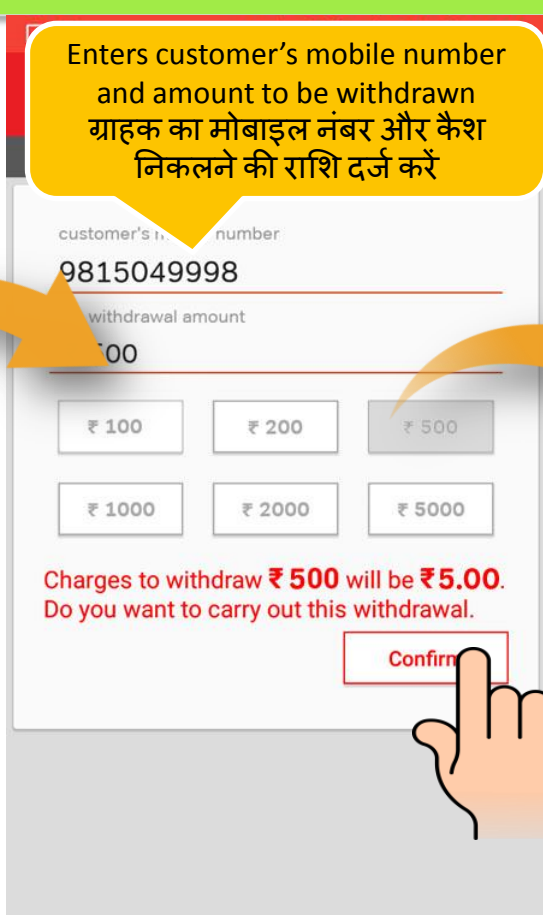 Enters customer’s mobile number
and amount to be withdrawn
ग्राहक का मोबाइल नंबर और कैश
निकलने की राशि दर्ज करें
customer's number
9815049998
withdrawal amount
00
₹ 100 ₹ 200 ₹ 500
₹ 1000 ₹ 2000 ₹ 5000
Charges to withdraw ₹ 500 will be ₹ 5.00.
Do you want to carry out this withdrawal.
Confirm